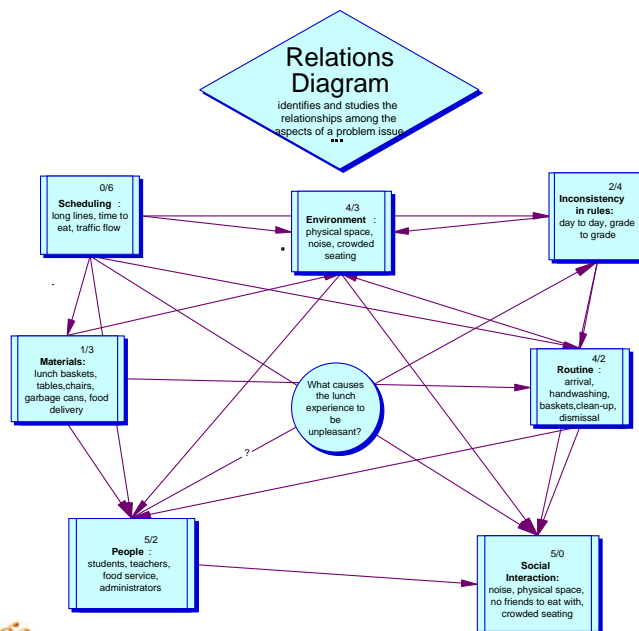 Relations
Diagram
identifies and studies the
relationships among the
aspects of a problem issue
...
0/6
Scheduling :
long lines, time to
eat, traffic flow
4/3
Environment :
physical space,
noise, crowded
seating
2/4
Inconsistency
in rules:
day to day, grade
to grade
1/3
Materials:
lunch baskets,
tables,chairs,
garbage cans, food
delivery
What causes
the lunch
experience to
be
unpleasant?
4/2
Routine :
arrival,
handwashing,
baskets,clean-up,
dismissal
?
5/2
People :
students, teachers,
food service,
administrators
5/0
Social
Interaction:
noise, physical space,
no friends to eat with,
crowded seating